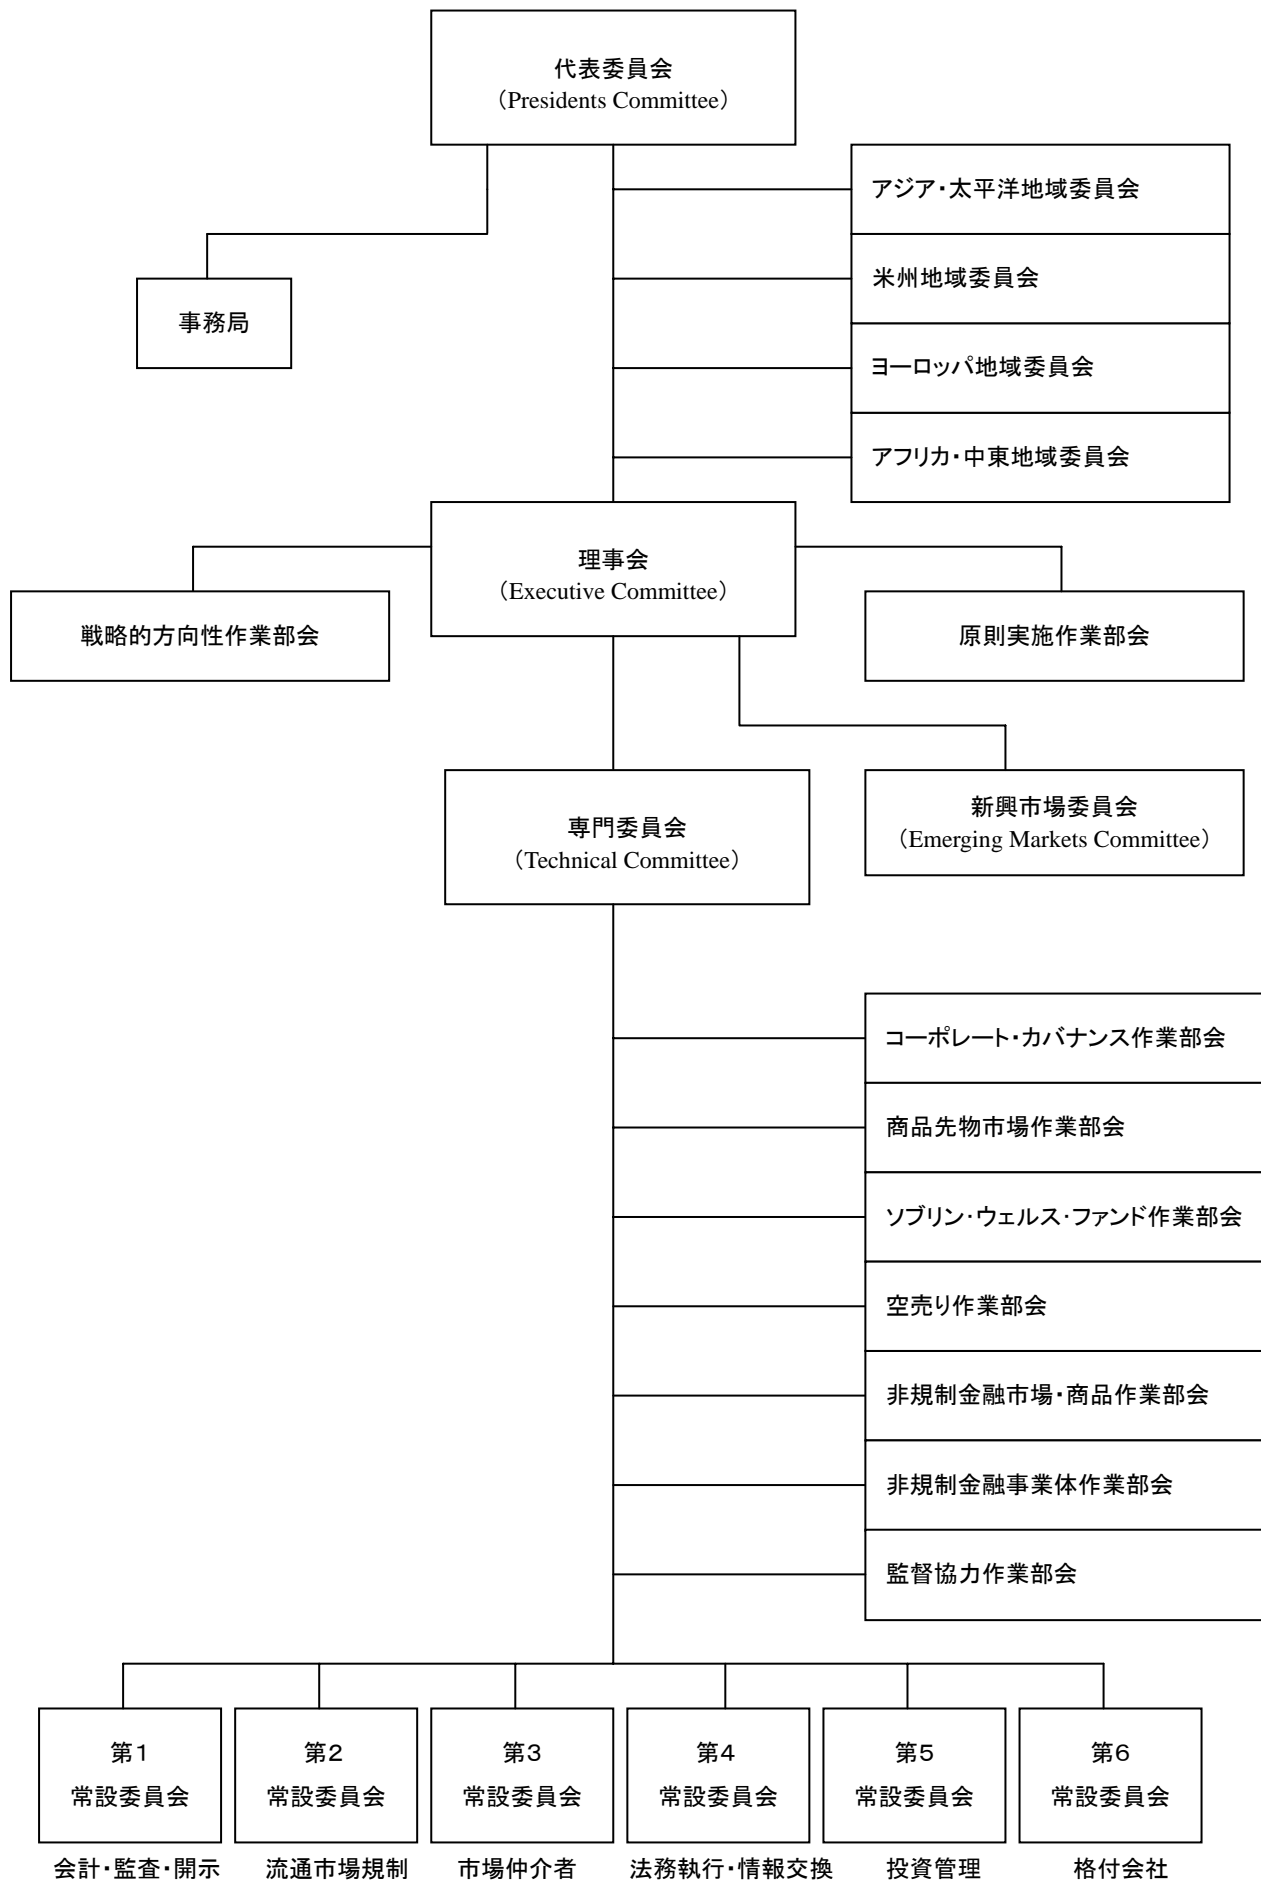 代表委員会
（Presidents Committee）
アジア・太平洋地域委員会
米州地域委員会
事務局
ヨーロッパ地域委員会
アフリカ・中東地域委員会
理事会
（Executive Committee）
戦略的方向性作業部会
原則実施作業部会
専門委員会
（Technical Committee）
新興市場委員会
（Emerging Markets Committee）
コーポレート・カバナンス作業部会
商品先物市場作業部会
ソブリン・ウェルス・ファンド作業部会
空売り作業部会
非規制金融市場・商品作業部会
非規制金融事業体作業部会
監督協力作業部会
第１
常設委員会
会計・監査・開示
第２
常設委員会
流通市場規制
第３
常設委員会
市場仲介者
第４
常設委員会
法務執行・情報交換
第５
常設委員会
投資管理
第６
常設委員会
格付会社